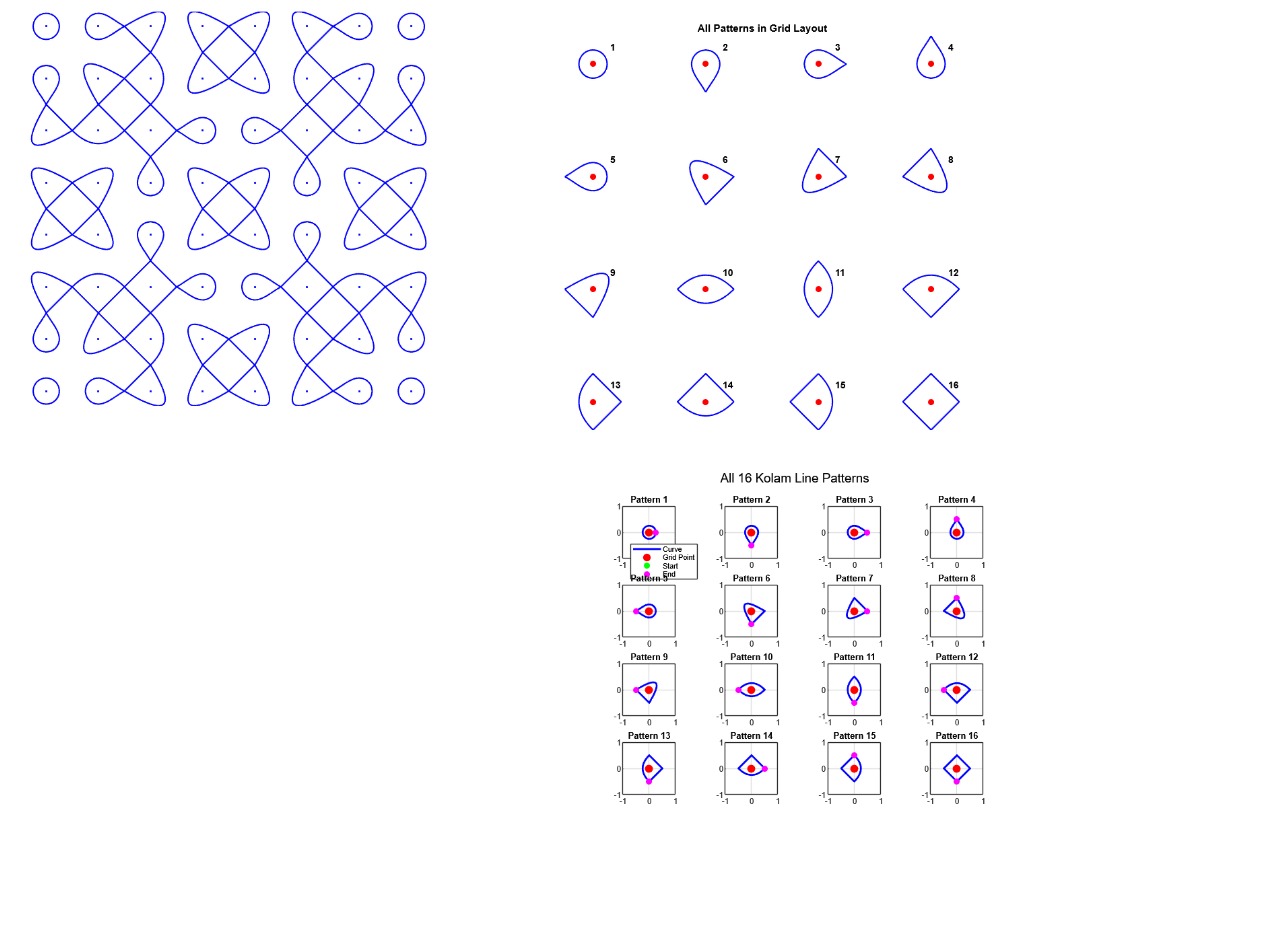 All Patterns in Grid Layout
1 2 3 4
5 6 7 8
9 10 11 12
13 14 15 16
All 16 Kolam Line Patterns
Pattern 1 Pattern 2 Pattern 3 Pattern 4
1 1 1 1
0 0 0 0
Curve
Grid Point
Start
End
-1 -1 -1 -1
-1 -1 0 1 -1 0 1 -1 0 1
Pattern 5 Pattern 6 Pattern 7 Pattern 8
1 1 1 1
0 0 0 0
-1 -1 -1 -1
-1 0 1 -1 0 1 -1 0 1 -1 0 1
Pattern 9 Pattern 10 Pattern 11 Pattern 12
1 1 1 1
0 0 0 0
-1 -1 -1 -1
-1 0 1 -1 0 1 -1 0 1 -1 0 1
Pattern 13 Pattern 14 Pattern 15 Pattern 16
1 1 1 1
0 0 0 0
-1 -1 -1 -1
-1 0 1 -1 0 1 -1 0 1 -1 0 1